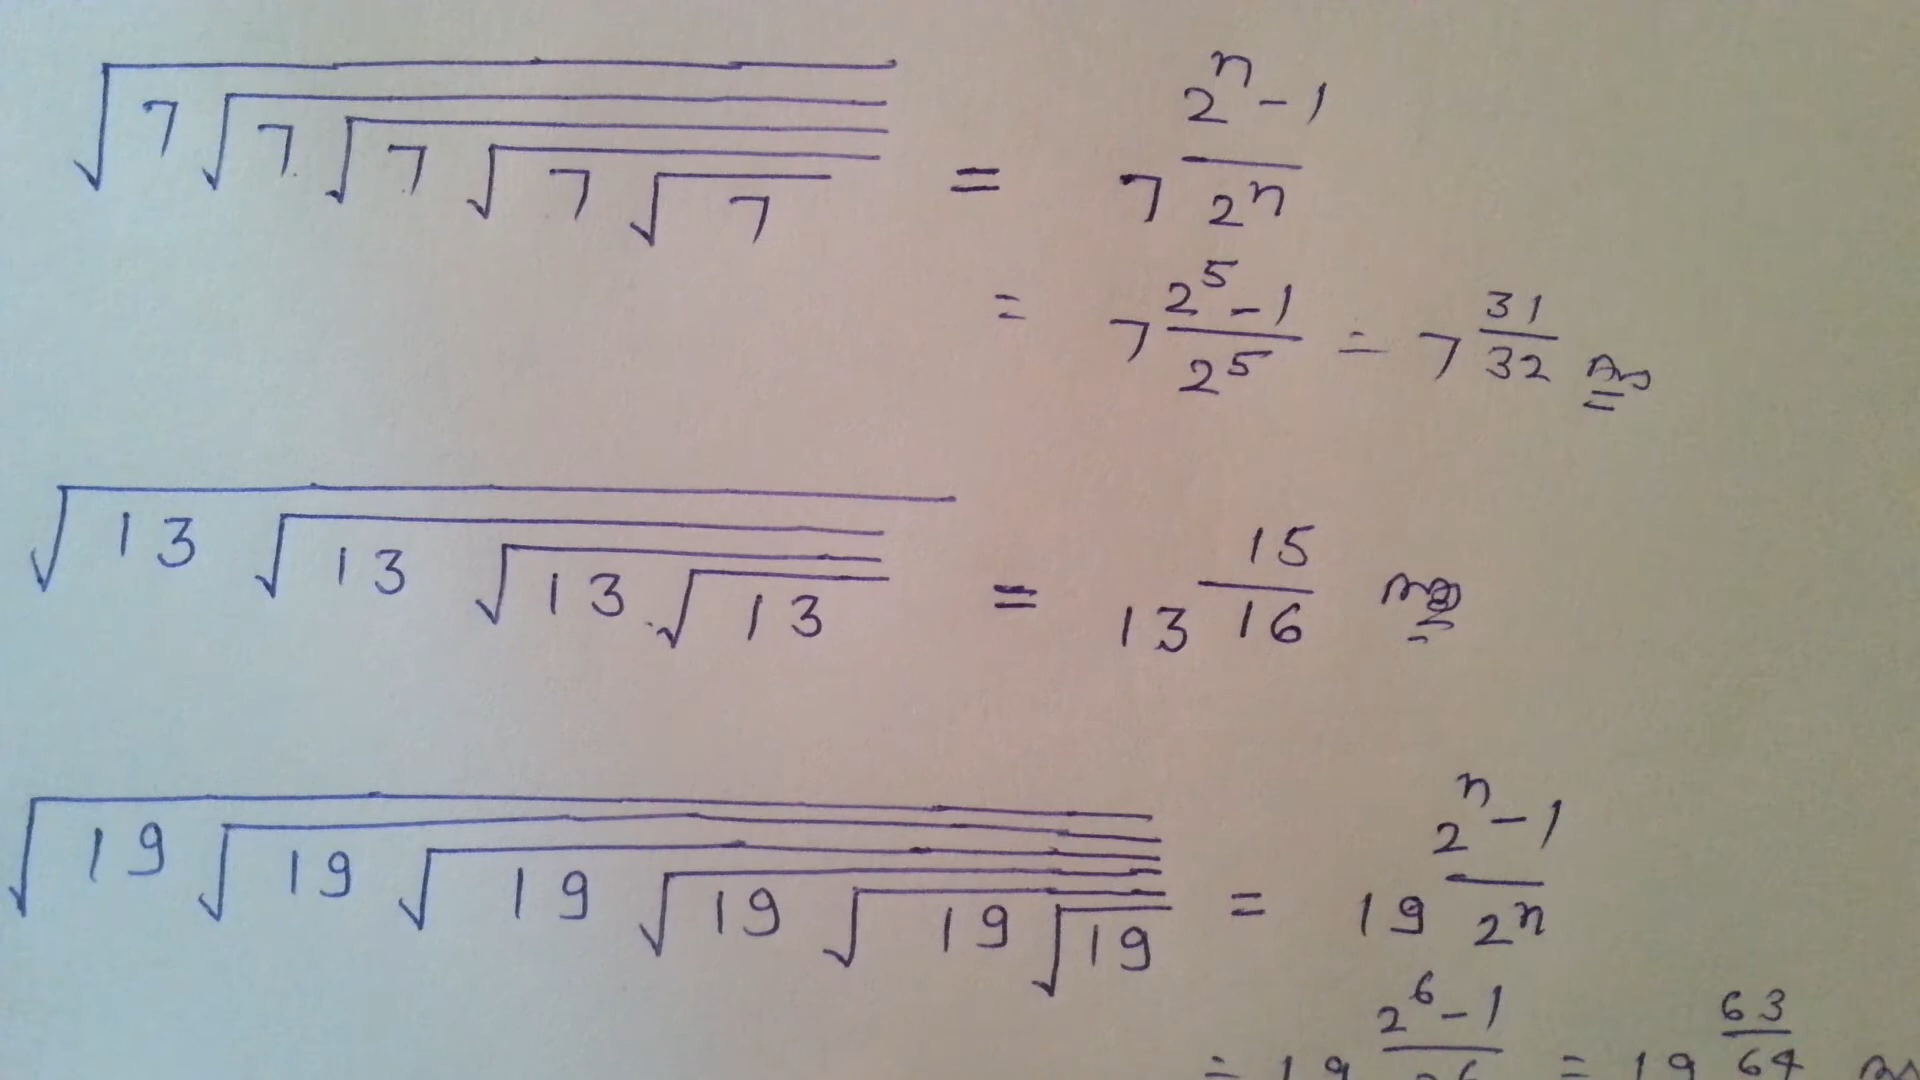 √(7√(7√(7√(7√7)))) = 7^((2^n - 1)/2^n)
= 7^((2^5 - 1)/2^5) = 7^(31/32) Ans
√(13√(13√(13√13))) = 13^(15/16) Ans
√(19√(19√(19√(19√(19√19))))) = 19^((2^n - 1)/2^n)
= 19^((2^6 - 1)/2^6) = 19^(63/64)